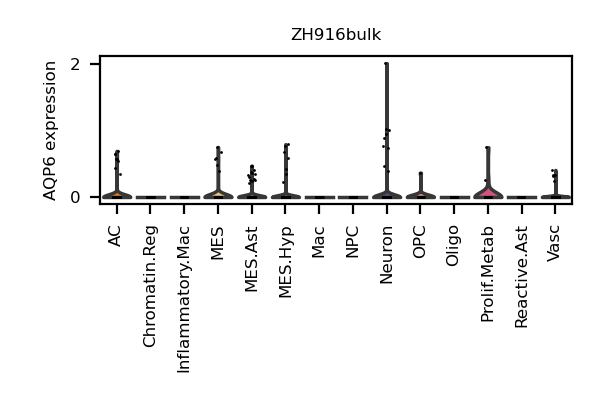 ZH916bulk
AQP6 expression
2
0
AC
Chromatin.Reg
Inflammatory.Mac
MES
MES.Ast
MES.Hyp
Mac
NPC
Neuron
OPC
Oligo
Prolif.Metab
Reactive.Ast
Vasc